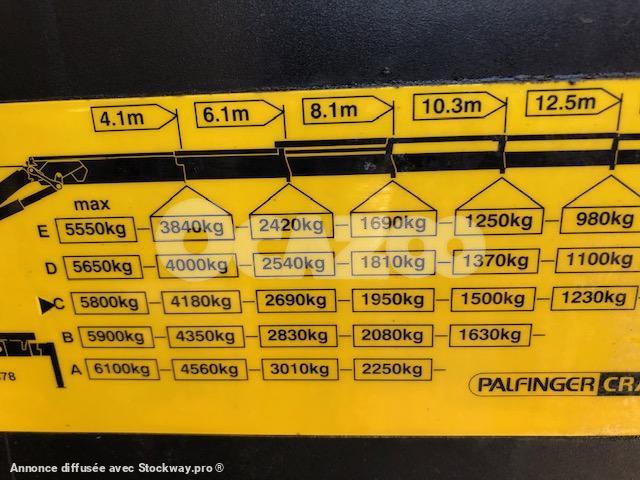 4.1m 6.1m 8.1m 10.3m 12.5m
max
E 5550kg 3840kg 2420kg 1690kg 1250kg 980kg
D 5650kg 4000kg 2540kg 1810kg 1370kg 1100kg
C 5800kg 4180kg 2690kg 1950kg 1500kg 1230kg
B 5900kg 4350kg 2830kg 2080kg 1630kg
A 6100kg 4560kg 3010kg 2250kg
PALFINGER CRA
OCAZOO
Annonce diffusée avec Stockway.pro®